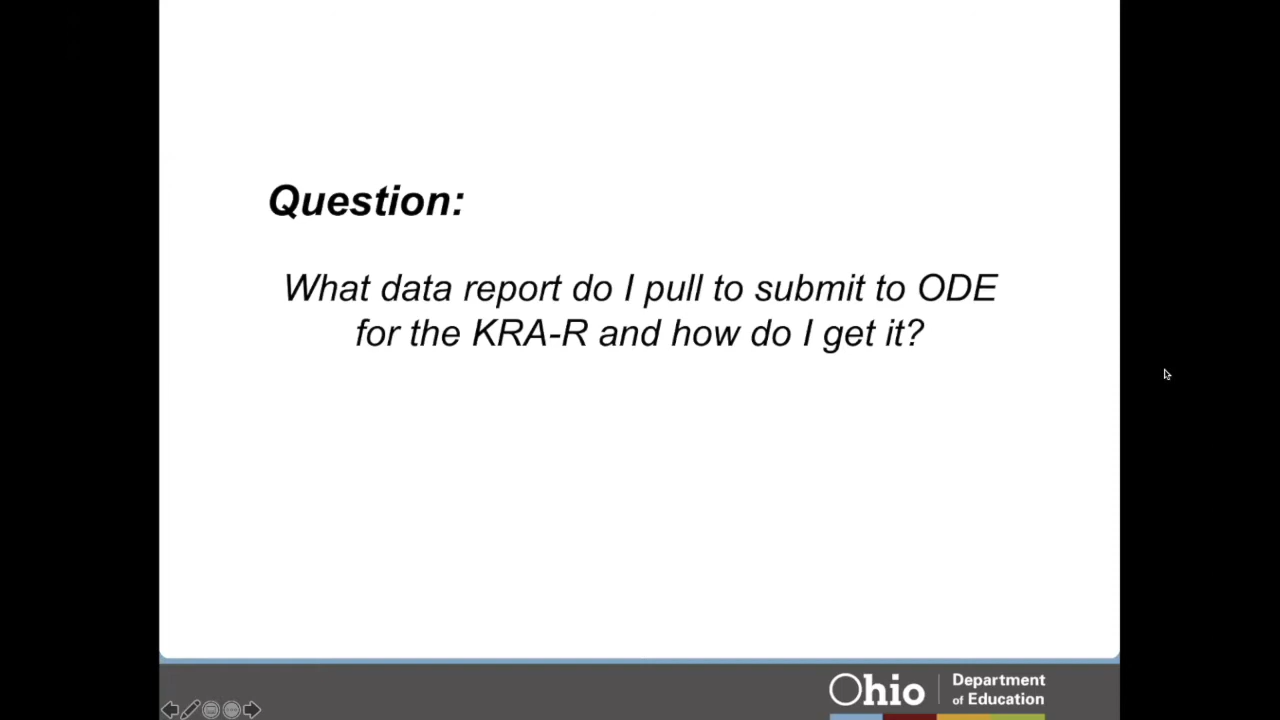 Question:
What data report do I pull to submit to ODE
for the KRA-R and how do I get it?
Ohio
Department
of Education